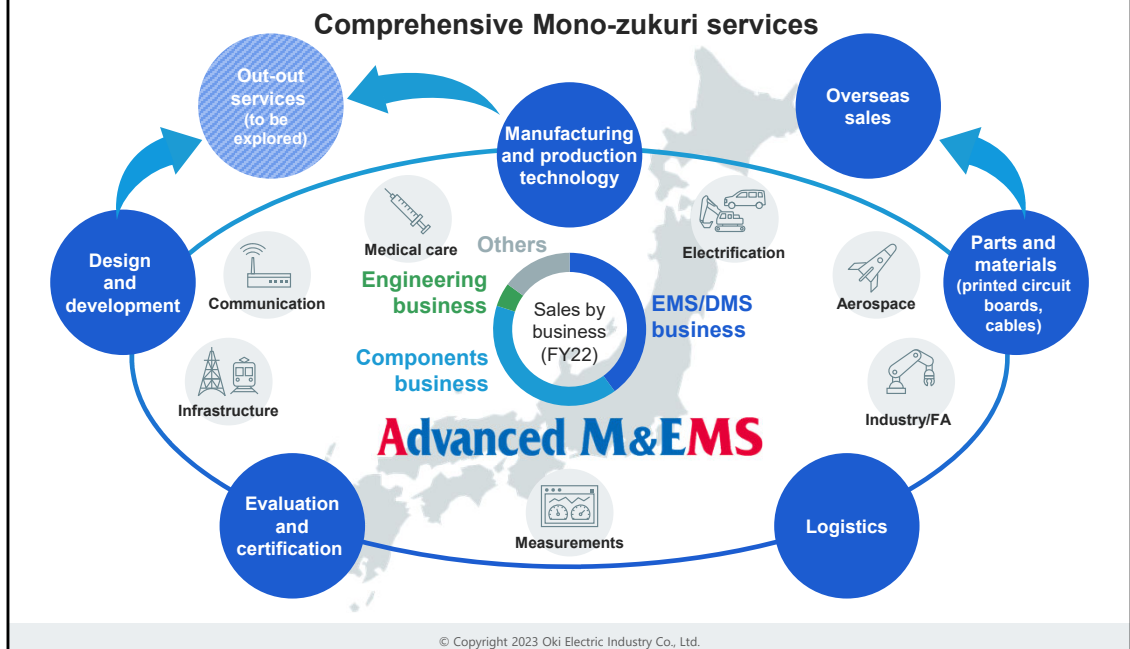 Comprehensive Mono-zukuri services
Out-out
services
(to be
explored)
Manufacturing
and production
technology
Overseas
sales
Design
and
development
Communication
Medical care
Electrification
Aerospace
Parts and
materials
(printed circuit
boards,
cables)
Others
Engineering
business
Components
business
Sales by
business
(FY22)
EMS/DMS
business
Infrastructure
Industry/FA
Advanced M&EMS
Evaluation
and
certification
Measurements
Logistics
© Copyright 2023 Oki Electric Industry Co., Ltd.